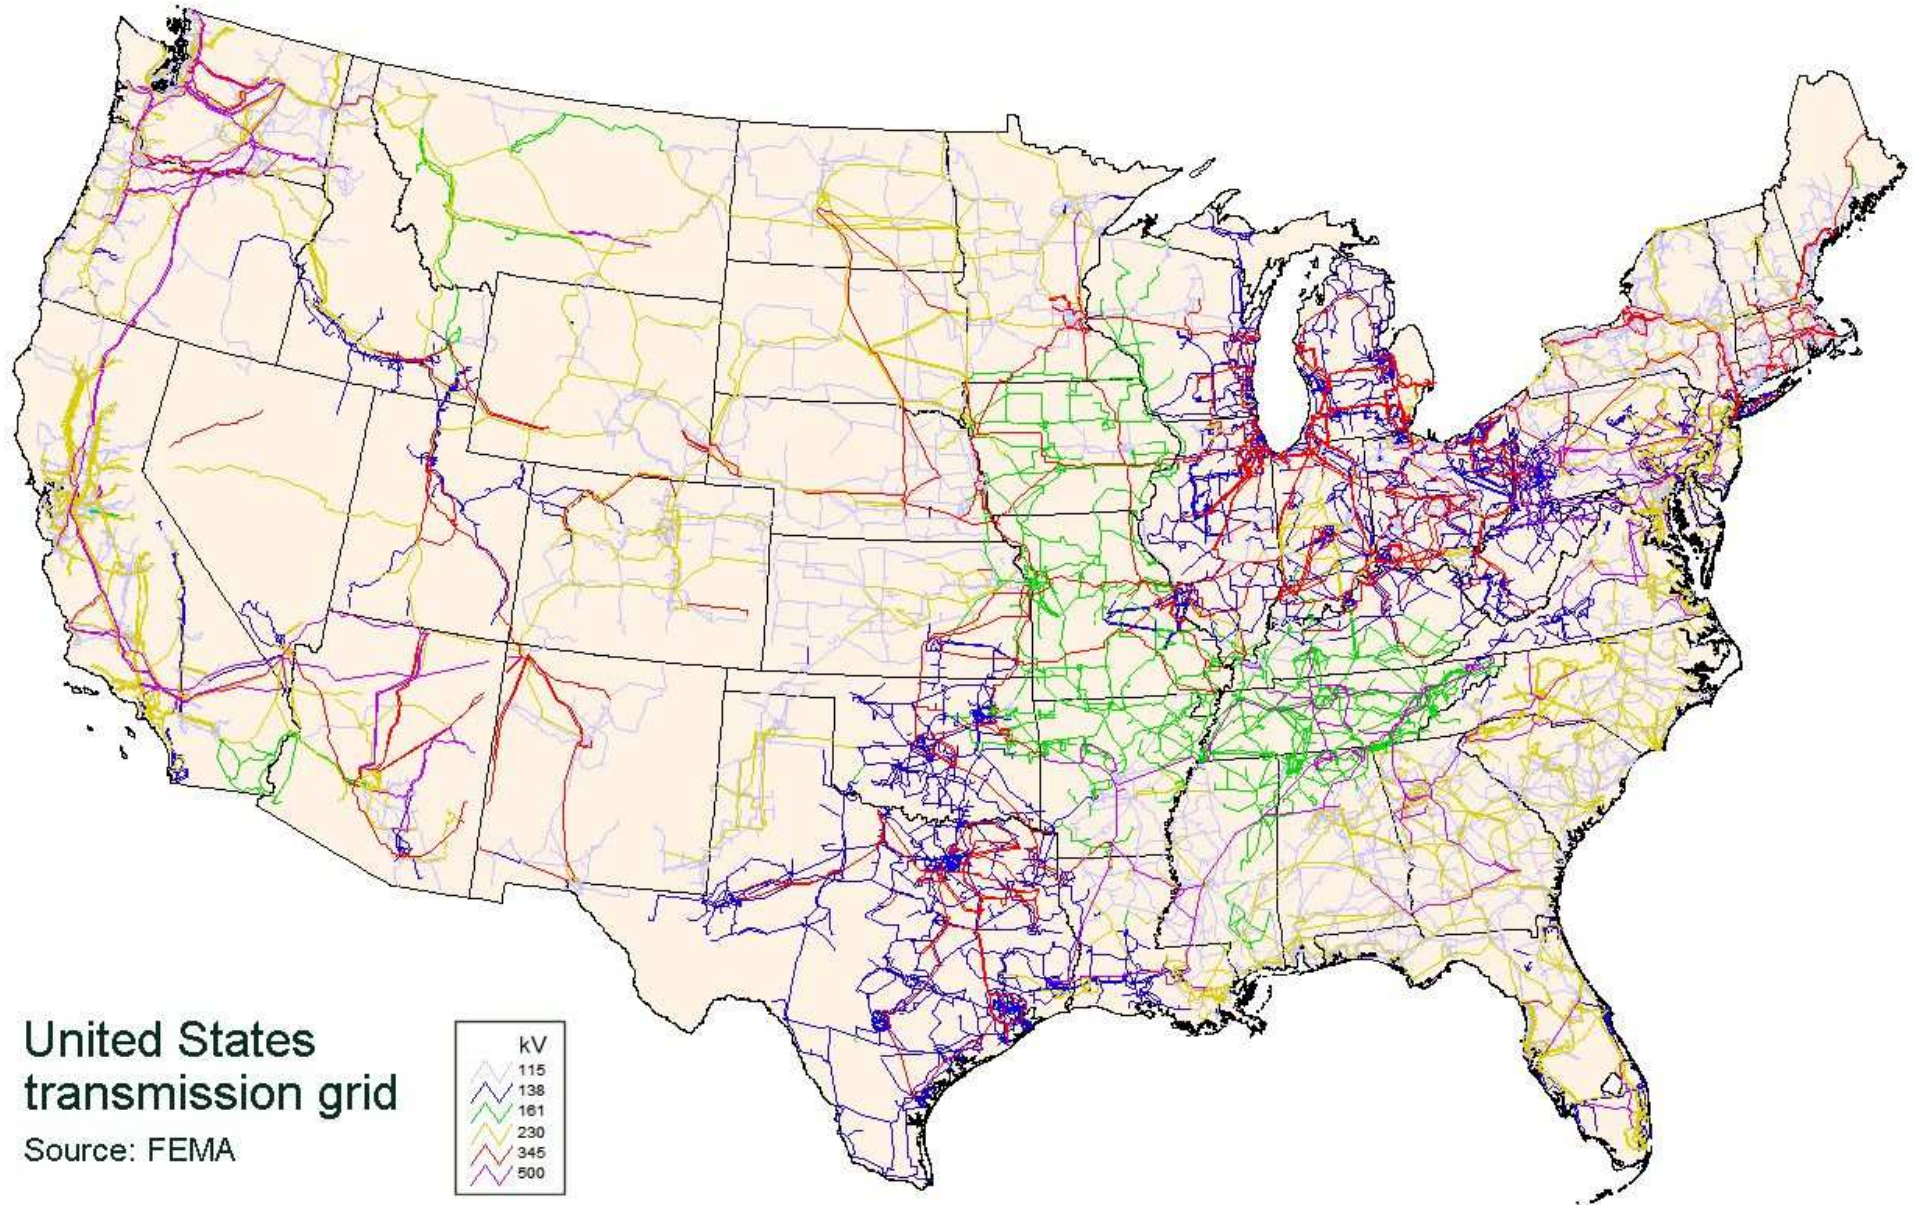 United States
transmission grid
Source: FEMA
kV
115
138
161
230
345
500